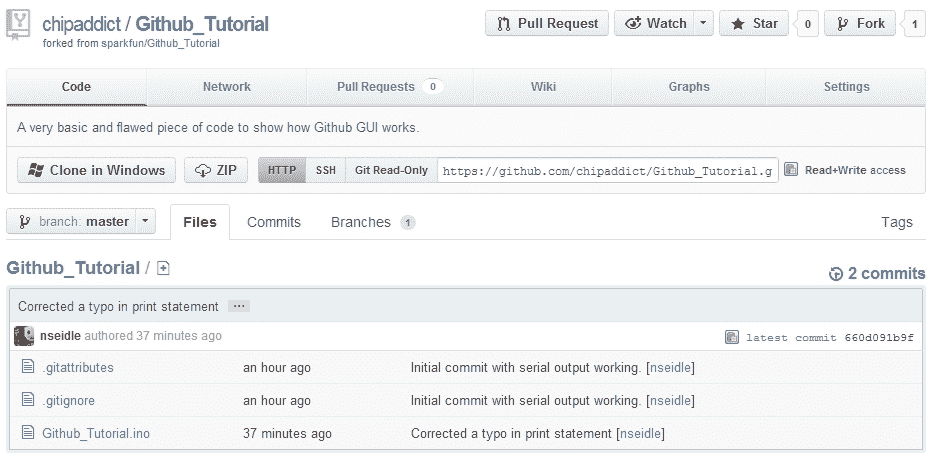 chipaddict / Github_Tutorial
forked from sparkfun/Github_Tutorial
Pull Request Watch Star 0 Fork 1
Code Network Pull Requests 0 Wiki Graphs Settings
A very basic and flawed piece of code to show how Github GUI works.
Clone in Windows ZIP HTTP SSH Git Read-Only https://github.com/chipaddict/Github_Tutorial.g Read+Write access
branch: master Files Commits Branches 1 Tags
Github_Tutorial /
2 commits
Corrected a typo in print statement ...
nseidle authored 37 minutes ago latest commit 660d091b9f
.gitattributes an hour ago Initial commit with serial output working. [nseidle]
.gitignore an hour ago Initial commit with serial output working. [nseidle]
Github_Tutorial.ino 37 minutes ago Corrected a typo in print statement [nseidle]